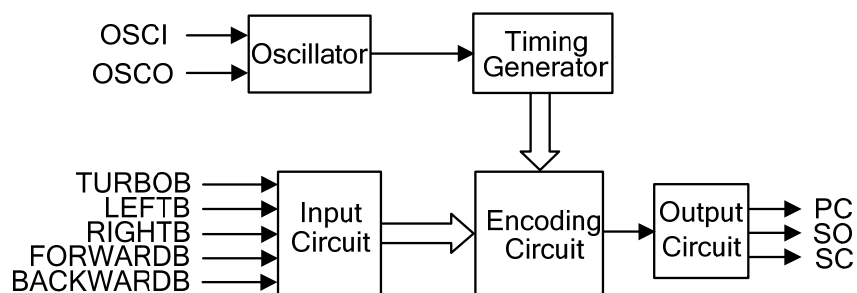 OSCI
OSCO
Oscillator
Timing
Generator
TURBOB
LEFTB
RIGHTB
FORWARDB
BACKWARDB
Input
Circuit
Encoding
Circuit
Output
Circuit
PC
SO
SC